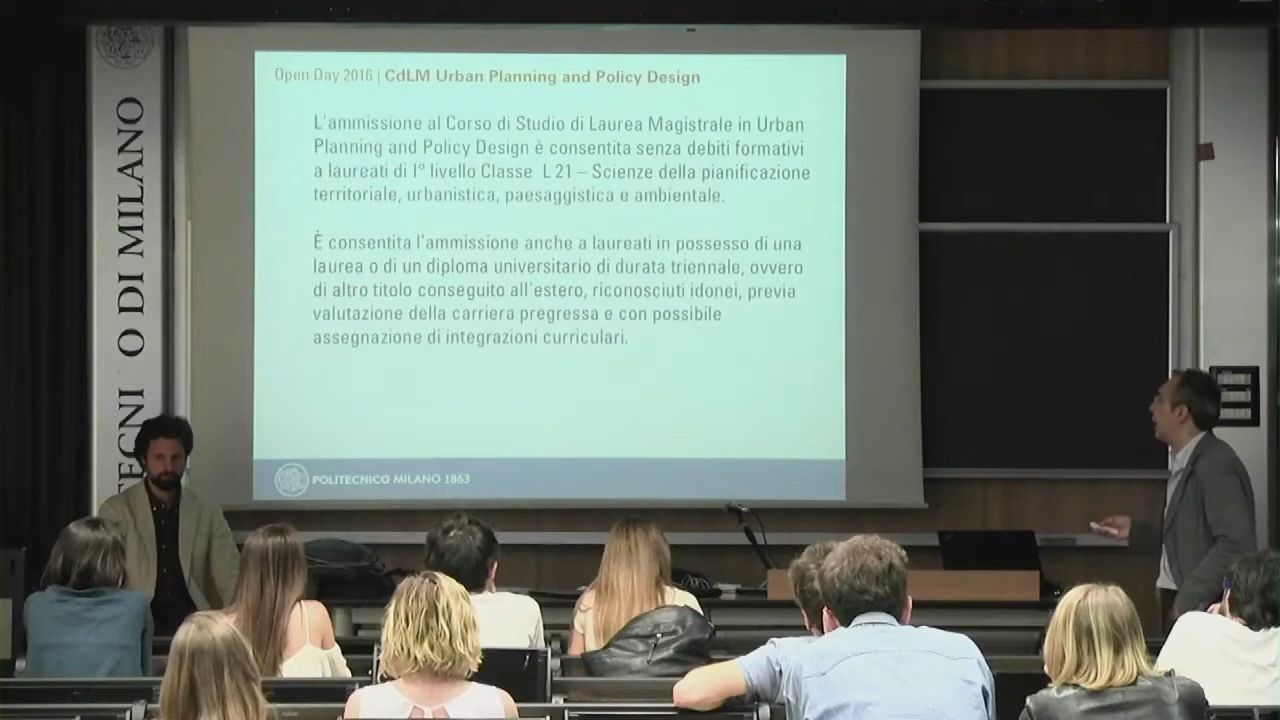 Open Day 2016 | CdLM Urban Planning and Policy Design
L'ammissione al Corso di Studio di Laurea Magistrale in Urban
Planning and Policy Design è consentita senza debiti formativi
a laureati di I° livello Classe L 21 – Scienze della pianificazione
territoriale, urbanistica, paesaggistica e ambientale.
È consentita l'ammissione anche a laureati in possesso di una
laurea o di un diploma universitario di durata triennale, ovvero
di altro titolo conseguito all'estero, riconosciuti idonei, previa
valutazione della carriera pregressa e con possibile
assegnazione di integrazioni curriculari.
POLITECNICO MILANO 1863
TECNI O DI MILANO